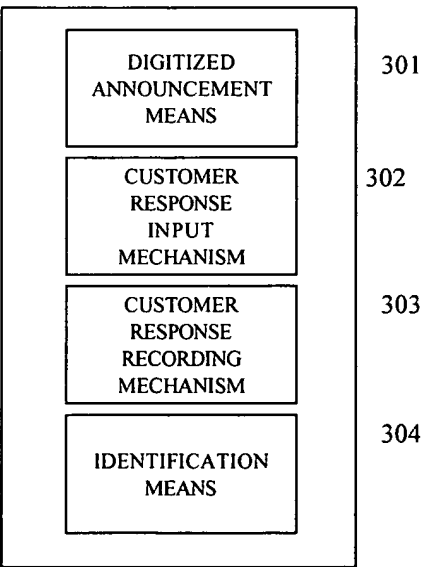 DIGITIZED
ANNOUNCEMENT
MEANS
301
CUSTOMER
RESPONSE
INPUT
MECHANISM
302
CUSTOMER
RESPONSE
RECORDING
MECHANISM
303
IDENTIFICATION
MEANS
304